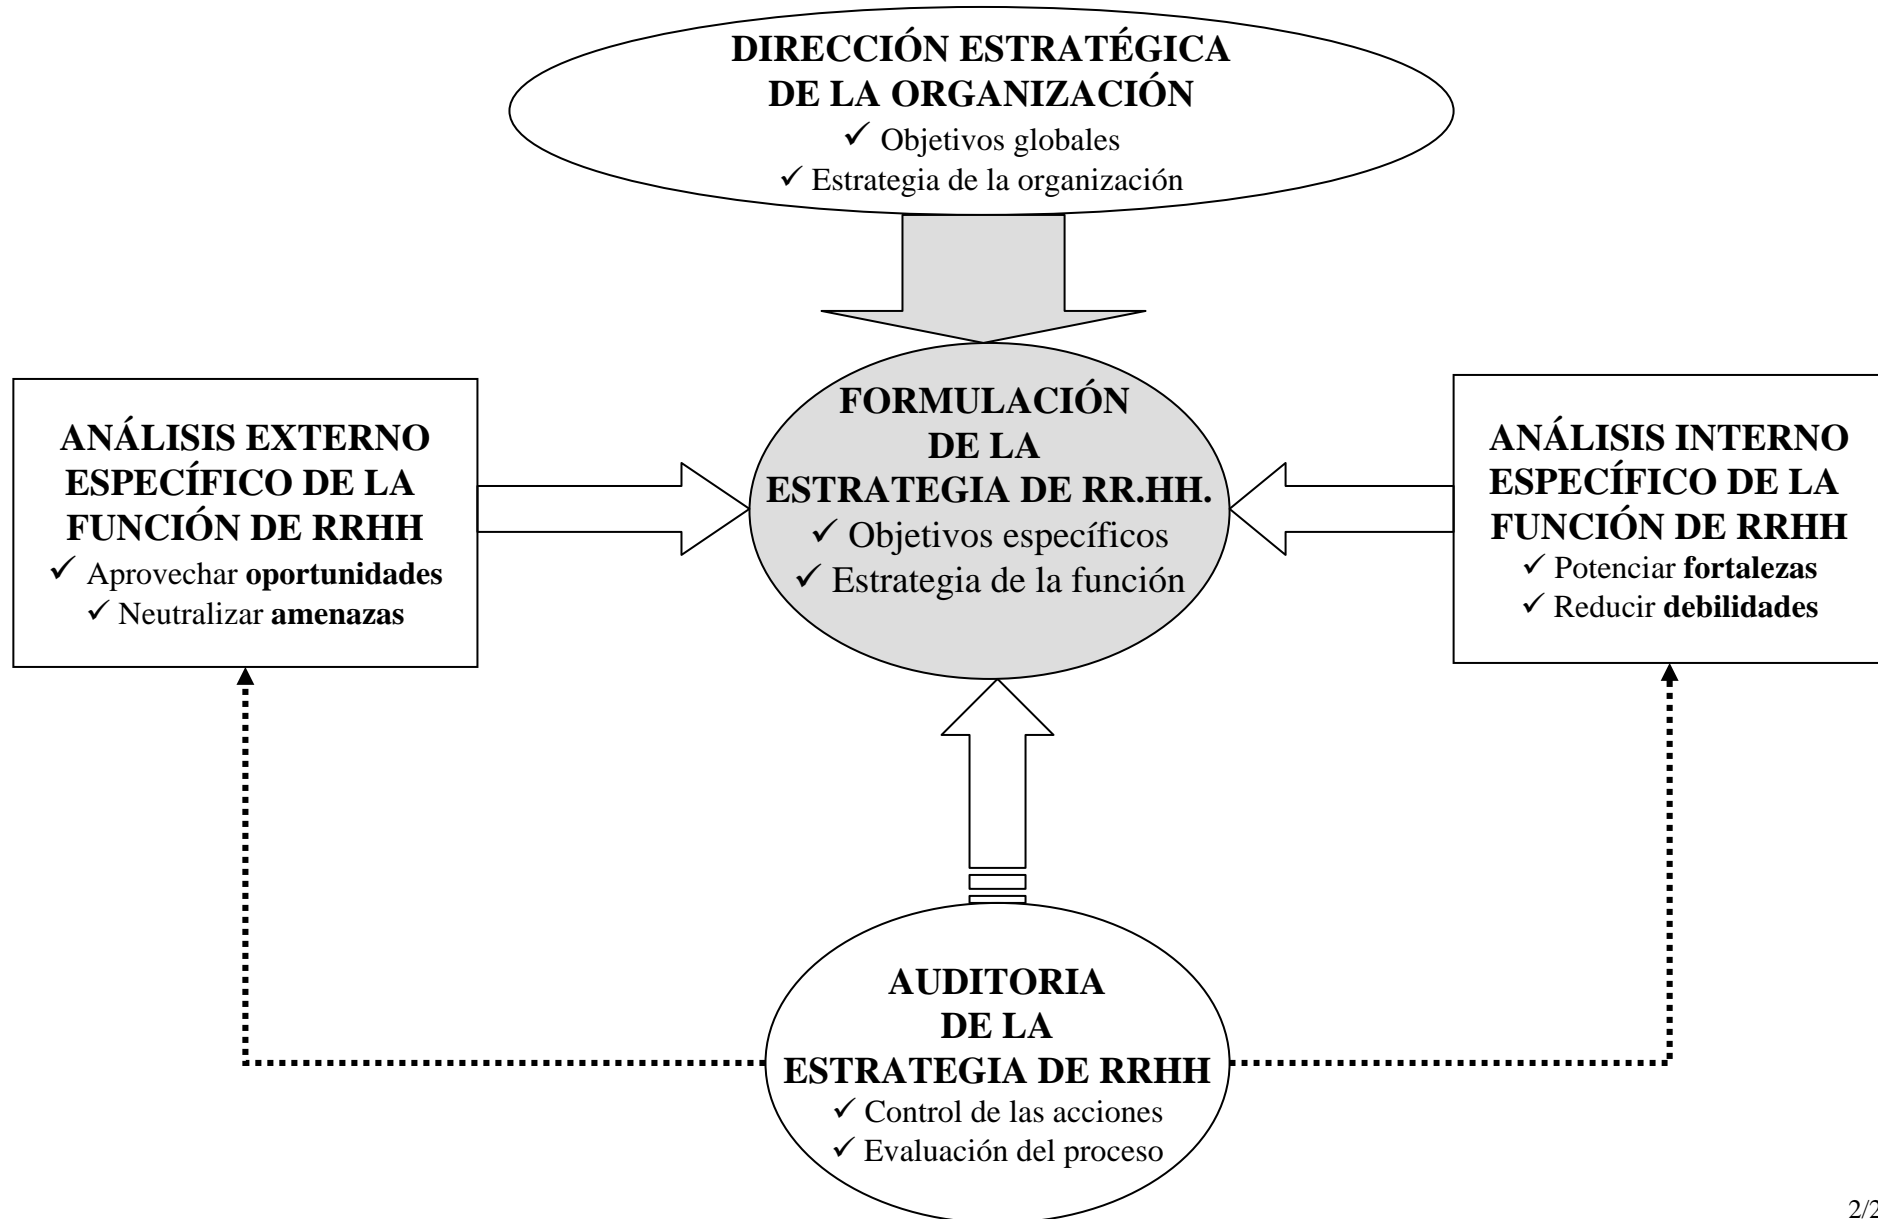 DIRECCIÓN ESTRATÉGICA
DE LA ORGANIZACIÓN
✓ Objetivos globales
✓ Estrategia de la organización
ANÁLISIS EXTERNO
ESPECÍFICO DE LA
FUNCIÓN DE RRHH
✓ Aprovechar oportunidades
✓ Neutralizar amenazas
FORMULACIÓN
DE LA
ESTRATEGIA DE RR.HH.
✓ Objetivos específicos
✓ Estrategia de la función
ANÁLISIS INTERNO
ESPECÍFICO DE LA
FUNCIÓN DE RRHH
✓ Potenciar fortalezas
✓ Reducir debilidades
AUDITORIA
DE LA
ESTRATEGIA DE RRHH
✓ Control de las acciones
✓ Evaluación del proceso
2/2